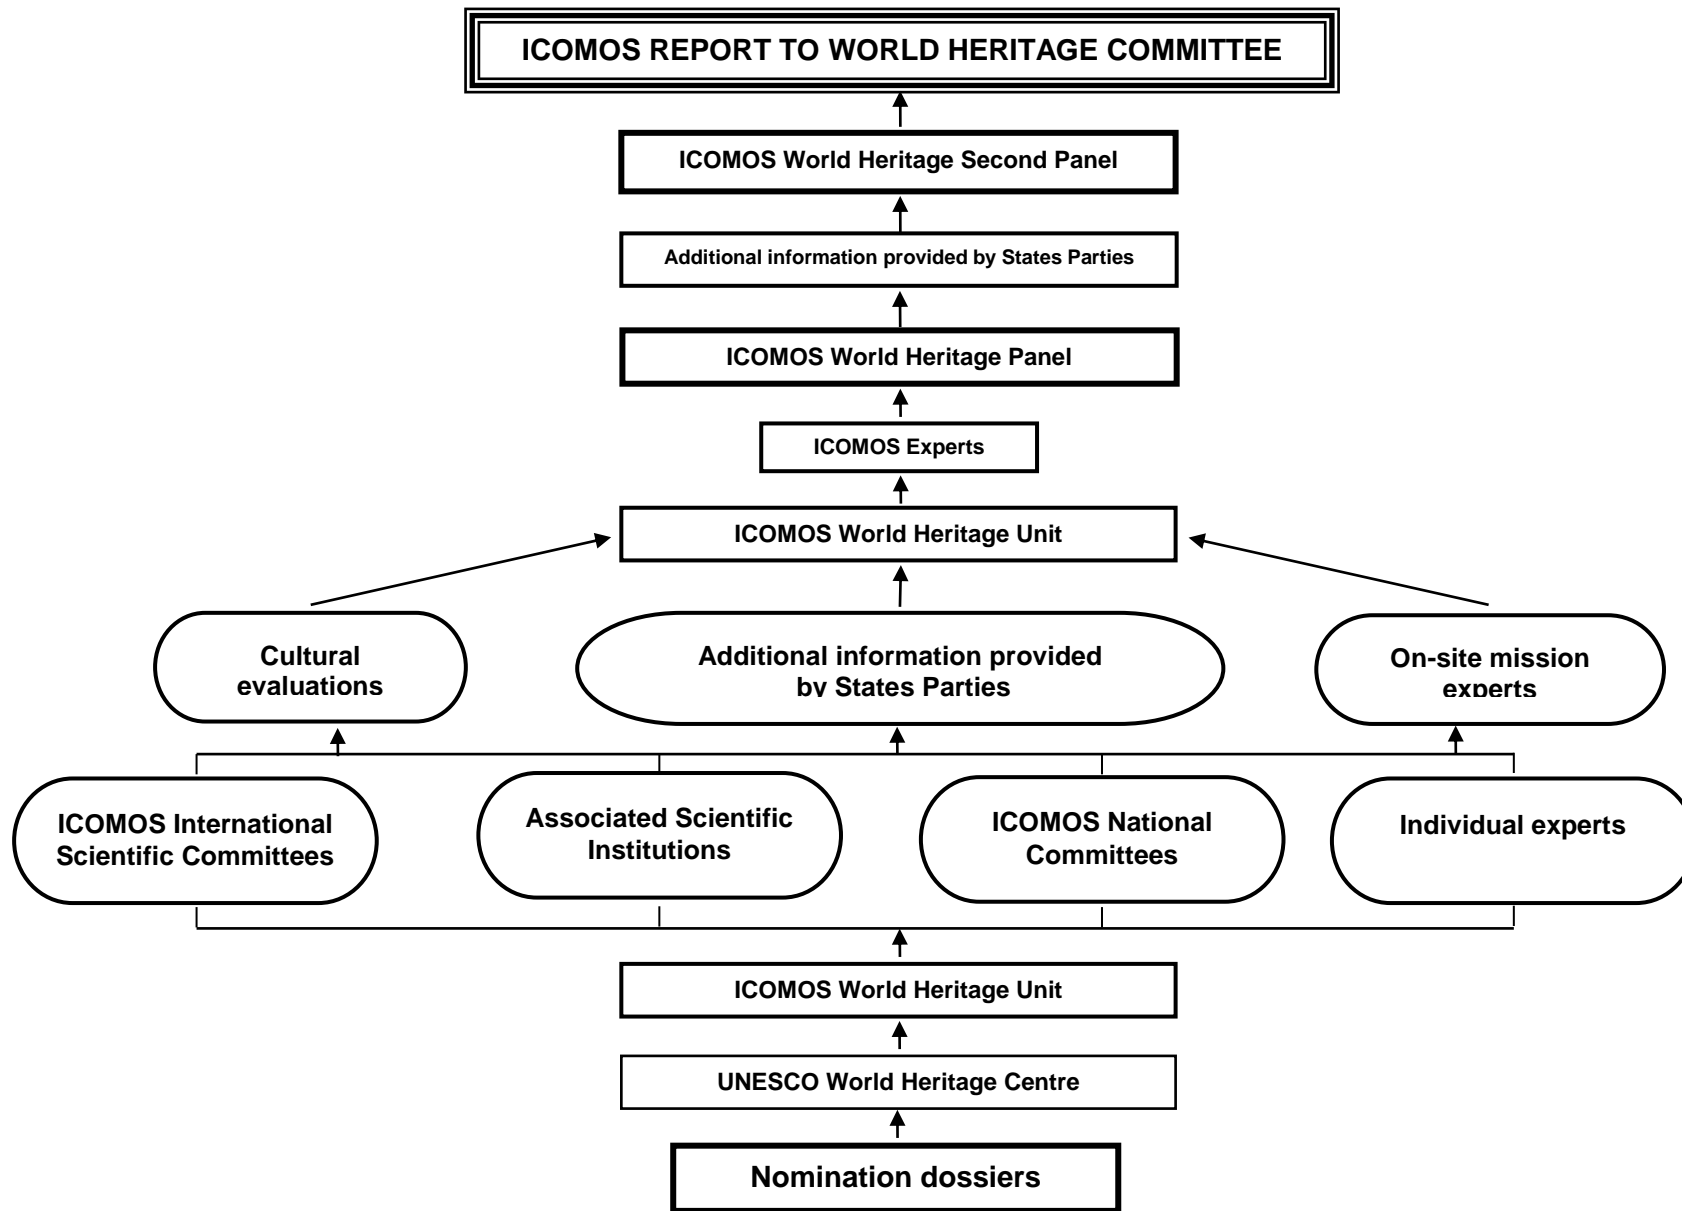 ICOMOS REPORT TO WORLD HERITAGE COMMITTEE
ICOMOS World Heritage Second Panel
Additional information provided by States Parties
ICOMOS World Heritage Panel
ICOMOS Experts
ICOMOS World Heritage Unit
Cultural
evaluations
Additional information provided
by States Parties
On-site mission
experts
ICOMOS International
Scientific Committees
Associated Scientific
Institutions
ICOMOS National
Committees
Individual experts
ICOMOS World Heritage Unit
UNESCO World Heritage Centre
Nomination dossiers